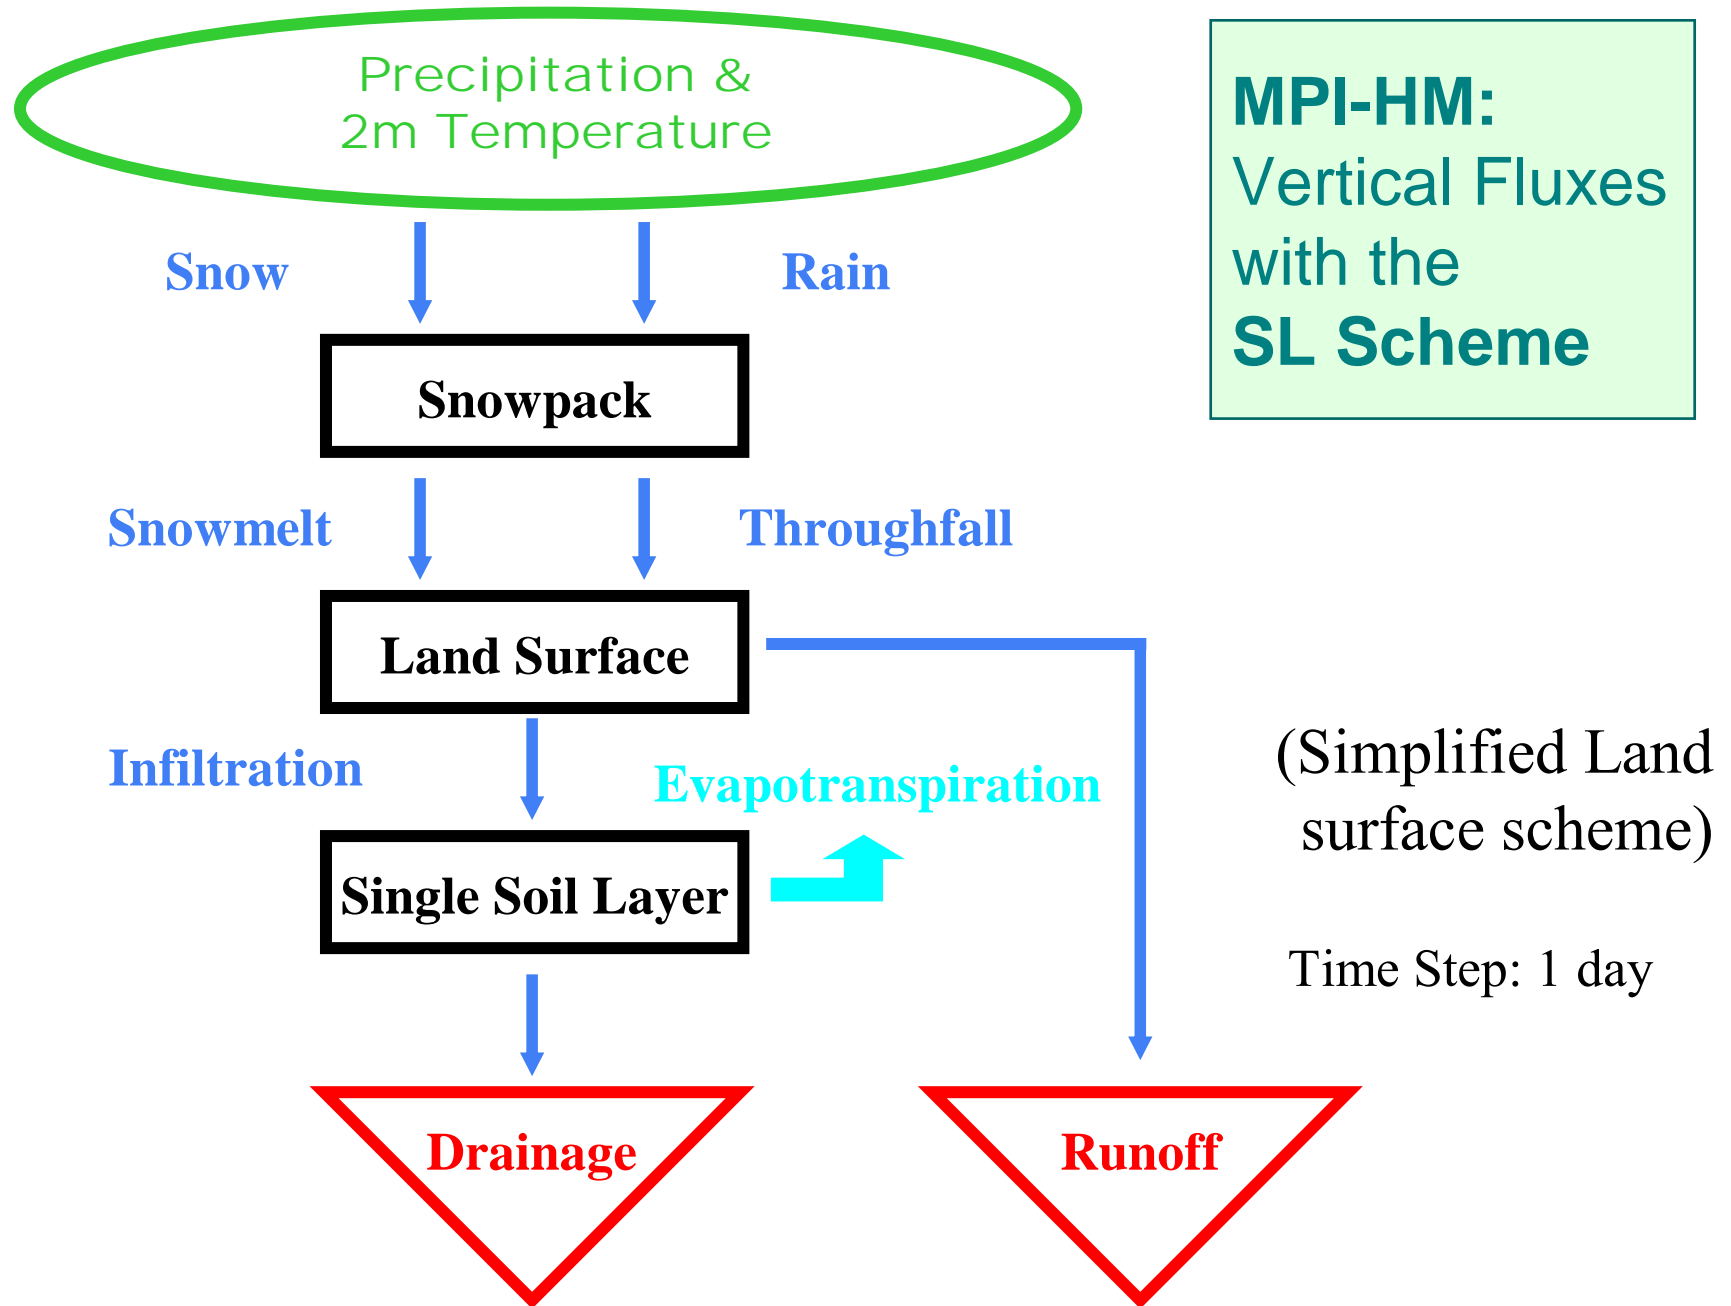 Precipitation &
2m Temperature
MPI-HM:
Vertical Fluxes
with the
SL Scheme
Snow
Rain
Snowpack
Snowmelt
Throughfall
Land Surface
Infiltration
Evapotranspiration
(Simplified Land
surface scheme)
Single Soil Layer
Time Step: 1 day
Drainage
Runoff